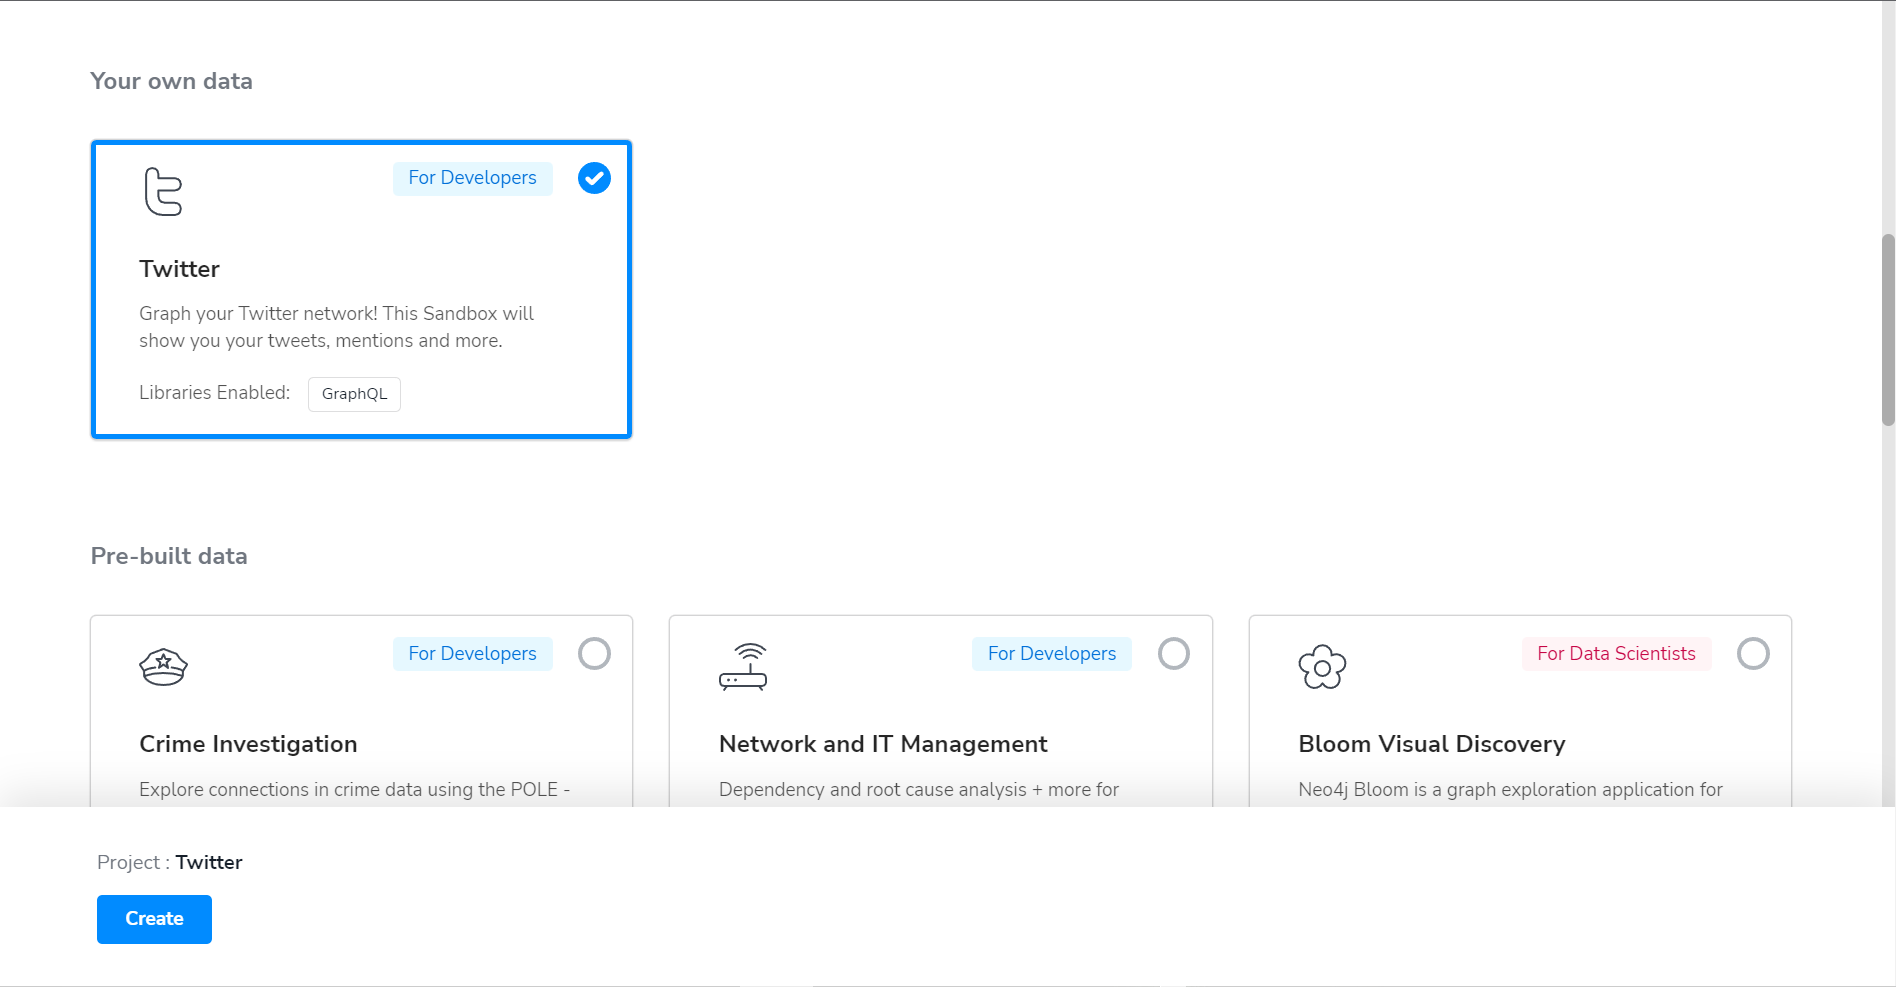 Your own data
For Developers
Twitter
Graph your Twitter network! This Sandbox will
show you your tweets, mentions and more.
Libraries Enabled: GraphQL
Pre-built data
For Developers
Crime Investigation
Explore connections in crime data using the POLE -
For Developers
Network and IT Management
Dependency and root cause analysis + more for
For Data Scientists
Bloom Visual Discovery
Neo4j Bloom is a graph exploration application for
Project : Twitter
Create